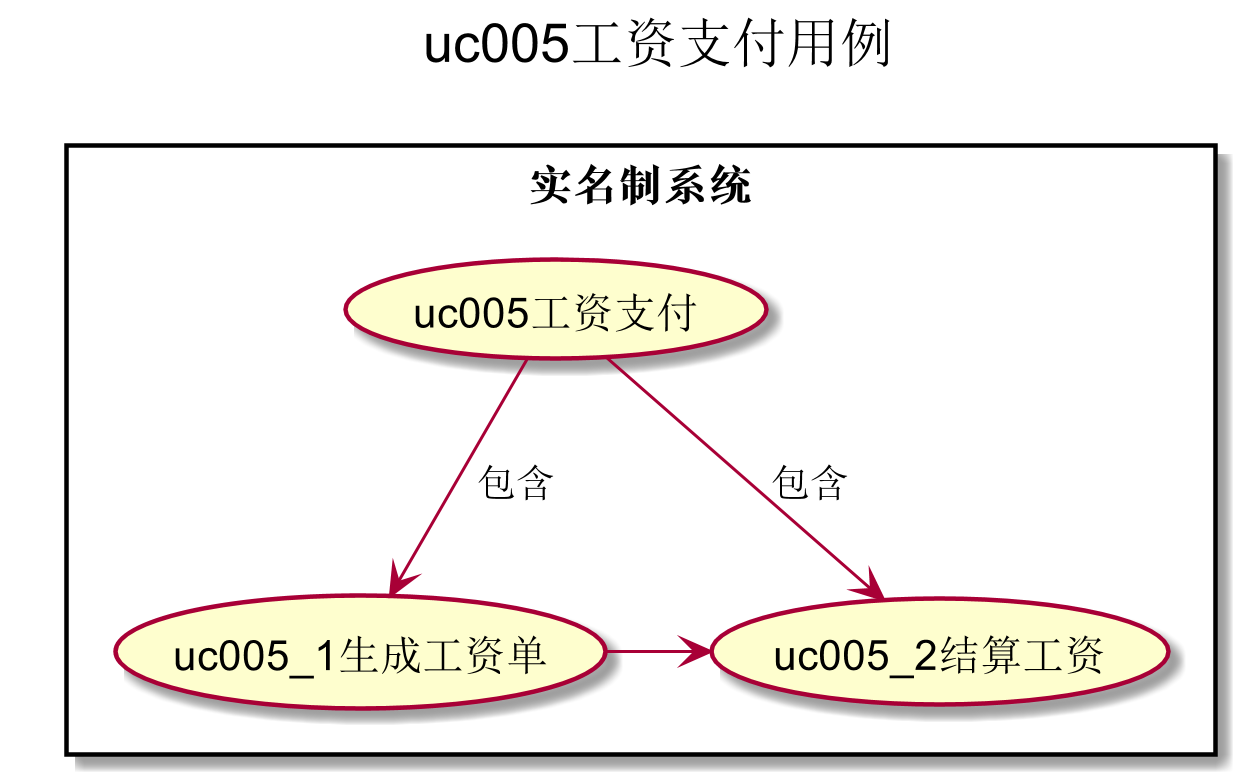 uc005工资支付用例
实名制系统
uc005工资支付
包含
包含
uc005_1生成工资单
uc005_2结算工资